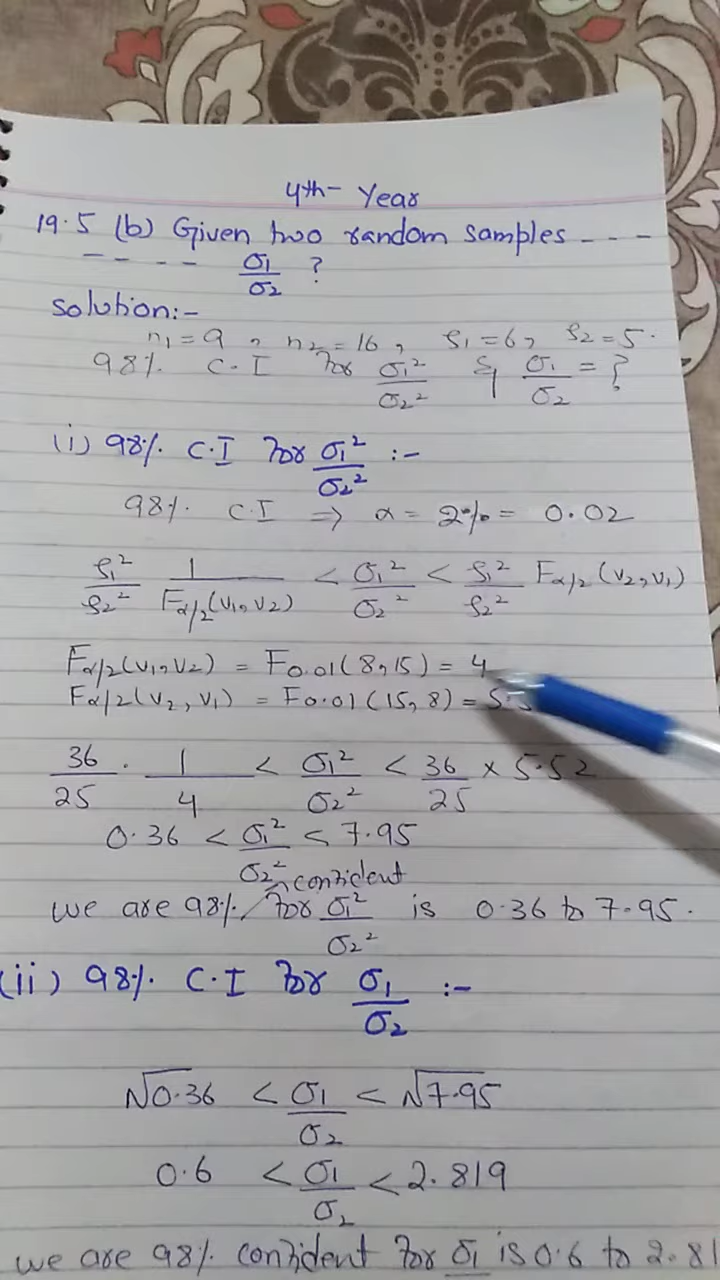 4th- Year
19.5 (b) Given two random samples - - -
- - - - σ₁/σ₂ ?
Solution:-
n₁ = 9, n₂ = 16, S₁ = 6, S₂ = 5.
98% C.I for σ₁²/σ₂² & σ₁/σ₂ = ?
(i) 98% C.I for σ₁²/σ₂² :-
98% C.I ⇒ α = 2% = 0.02
S₁²/S₂² 1/Fα/2(v₁, v₂) < σ₁²/σ₂² < S₁²/S₂² Fα/2(v₂, v₁)
Fα/2(v₁, v₂) = F0.01(8, 15) = 4
Fα/2(v₂, v₁) = F0.01(15, 8) = 5.5
36/25 . 1/4 < σ₁²/σ₂² < 36/25 × 5.52
0.36 < σ₁²/σ₂² < 7.95
we are 98% confident for σ₁²/σ₂² is 0.36 to 7.95.
(ii) 98% C.I for σ₁/σ₂ :-
√0.36 < σ₁/σ₂ < √7.95
0.6 < σ₁/σ₂ < 2.819
we are 98% confident for σ₁ is 0.6 to 2.81